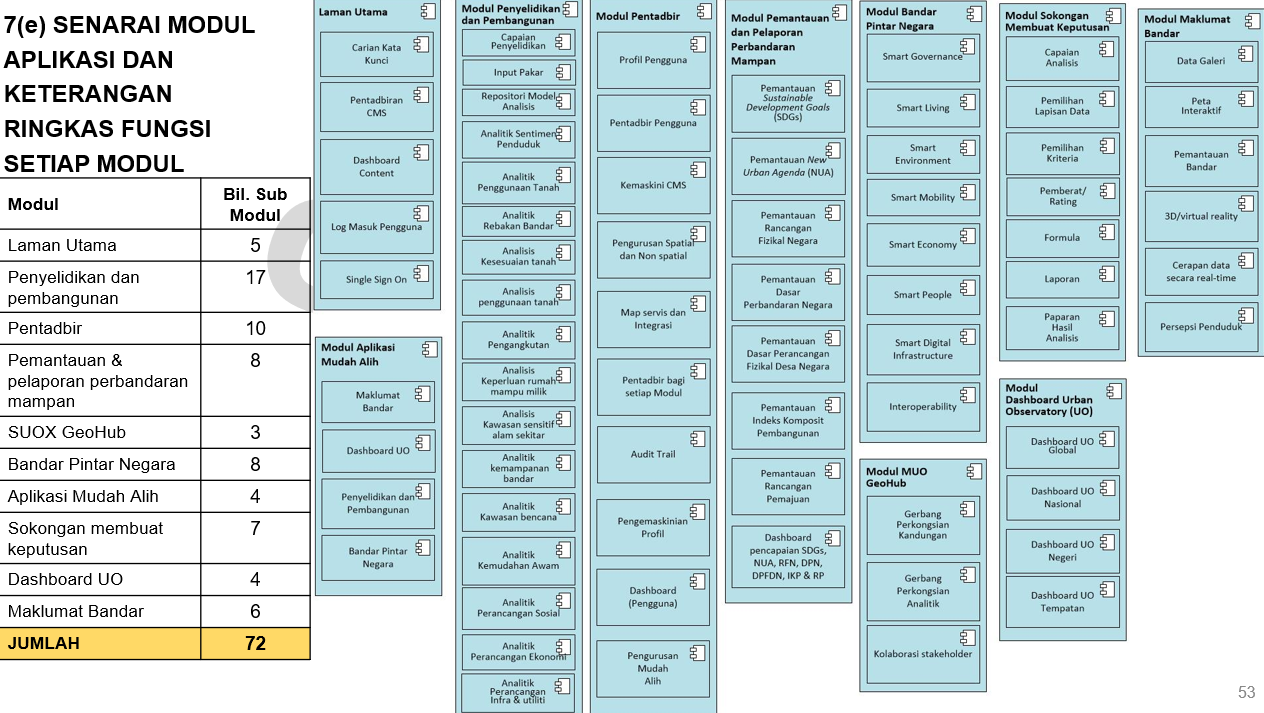 7(e) SENARAI MODUL
APLIKASI DAN
KETERANGAN
RINGKAS FUNGSI
SETIAP MODUL
Modul Bil. Sub
Modul
Laman Utama 5
Penyelidikan dan 17
pembangunan
Pentadbir 10
Pemantauan & 8
pelaporan perbandaran
mampan
SUOX GeoHub 3
Bandar Pintar Negara 8
Aplikasi Mudah Alih 4
Sokongan membuat 7
keputusan
Dashboard UO 4
Maklumat Bandar 6
JUMLAH 72
Laman Utama
Carian Kata
Kunci
Pentadbiran
CMS
Dashboard
Content
Log Masuk Pengguna
Single Sign On
Modul Aplikasi
Mudah Alih
Maklumat
Bandar
Dashboard UO
Penyelidikan dan
Pembangunan
Bandar Pintar
Negara
Modul Penyelidikan
dan Pembangunan
Capaian
Penyelidikan
Input Pakar
Repositori Model
Analisis
Analitik Sentimen
Penduduk
Analitik
Penggunaan Tanah
Analitik
Rebakan Bandar
Analisis
Kesesuaian tanah
Analisis
penggunaan tanah
Analitik
Pengangkutan
Analisis
Keperluan rumah
mampu milik
Analisis
Kawasan sensitif
alam sekitar
Analitik
kemampanan
bandar
Analitik
Kawasan bencana
Analitik
Kemudahan Awam
Analitik
Perancangan Sosial
Analitik
Perancangan Ekonomi
Analitik
Perancangan
Infra & utiliti
Modul Pentadbir
Profil Pengguna
Pentadbir Pengguna
Kemaskini CMS
Pengurusan Spatial
dan Non spatial
Map servis dan
Integrasi
Pentadbir bagi
setiap Modul
Audit Trail
Pengemaskinian
Profil
Dashboard
(Pengguna)
Pengurusan
Mudah
Alih
Modul Pemantauan
dan Pelaporan
Perbandaran
Mampan
Pemantauan
Sustainable
Development Goals
(SDGs)
Pemantauan New
Urban Agenda (NUA)
Pemantauan
Rancangan
Fizikal Negara
Pemantauan
Dasar
Perbandaran Negara
Pemantauan
Dasar Perancangan
Fizikal Desa Negara
Pemantauan
Indeks Komposit
Pembangunan
Pemantauan
Rancangan
Pemajuan
Dashboard
pencapaian SDGs,
NUA, RFN, DPN,
DPFDN, IKP & RP
Modul Bandar
Pintar Negara
Smart Governance
Smart Living
Smart
Environment
Smart Mobility
Smart Economy
Smart People
Smart Digital
Infrastructure
Interoperability
Modul MUO
GeoHub
Gerbang
Perkongsian
Kandungan
Gerbang
Perkongsian
Analitik
Kolaborasi stakeholder
Modul Sokongan
Membuat Keputusan
Capaian
Analisis
Pemilihan
Lapisan Data
Pemilihan
Kriteria
Pemberat/
Rating
Formula
Laporan
Paparan
Hasil
Analisis
Modul
Dashboard Urban
Observatory (UO)
Dashboard UO
Global
Dashboard UO
Nasional
Dashboard UO
Negeri
Dashboard UO
Tempatan
Modul Maklumat
Bandar
Data Galeri
Peta
Interaktif
Pemantauan
Bandar
3D/virtual reality
Cerapan data
secara real-time
Persepsi Penduduk
53